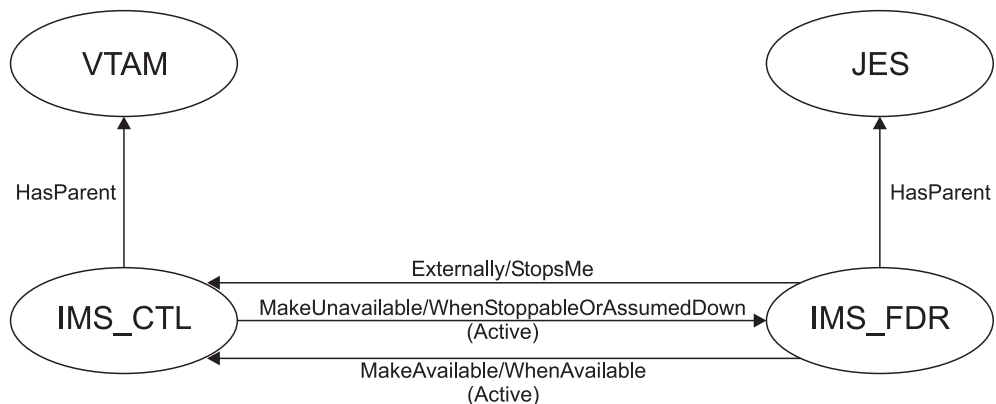 VTAM
JES
HasParent
HasParent
Externally/StopsMe
IMS_CTL
MakeUnavailable/WhenStoppableOrAssumedDown
(Active)
IMS_FDR
MakeAvailable/WhenAvailable
(Active)